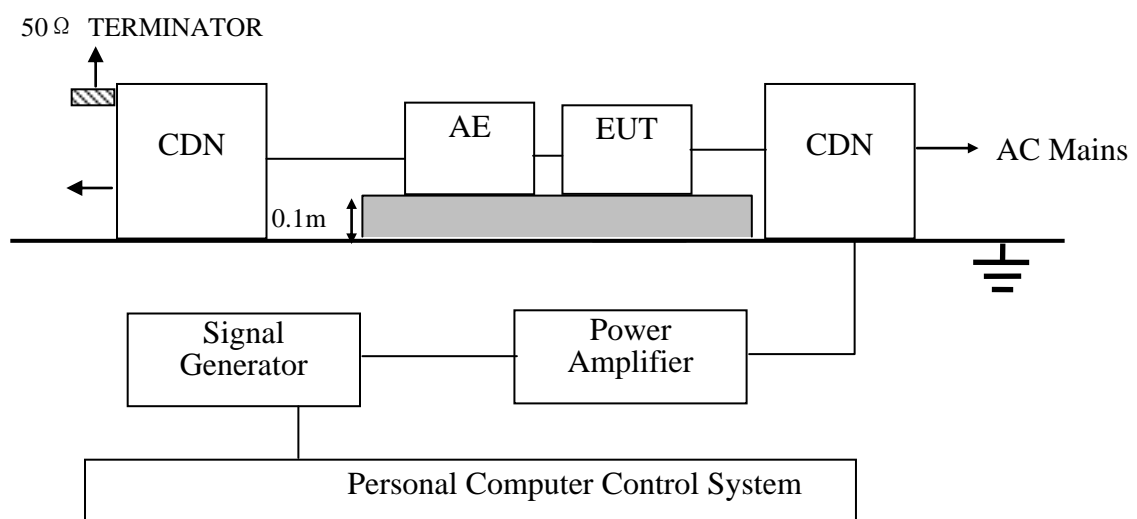 50Ω TERMINATOR
CDN
AE
EUT
CDN
AC Mains
0.1m
Signal
Generator
Power
Amplifier
Personal Computer Control System